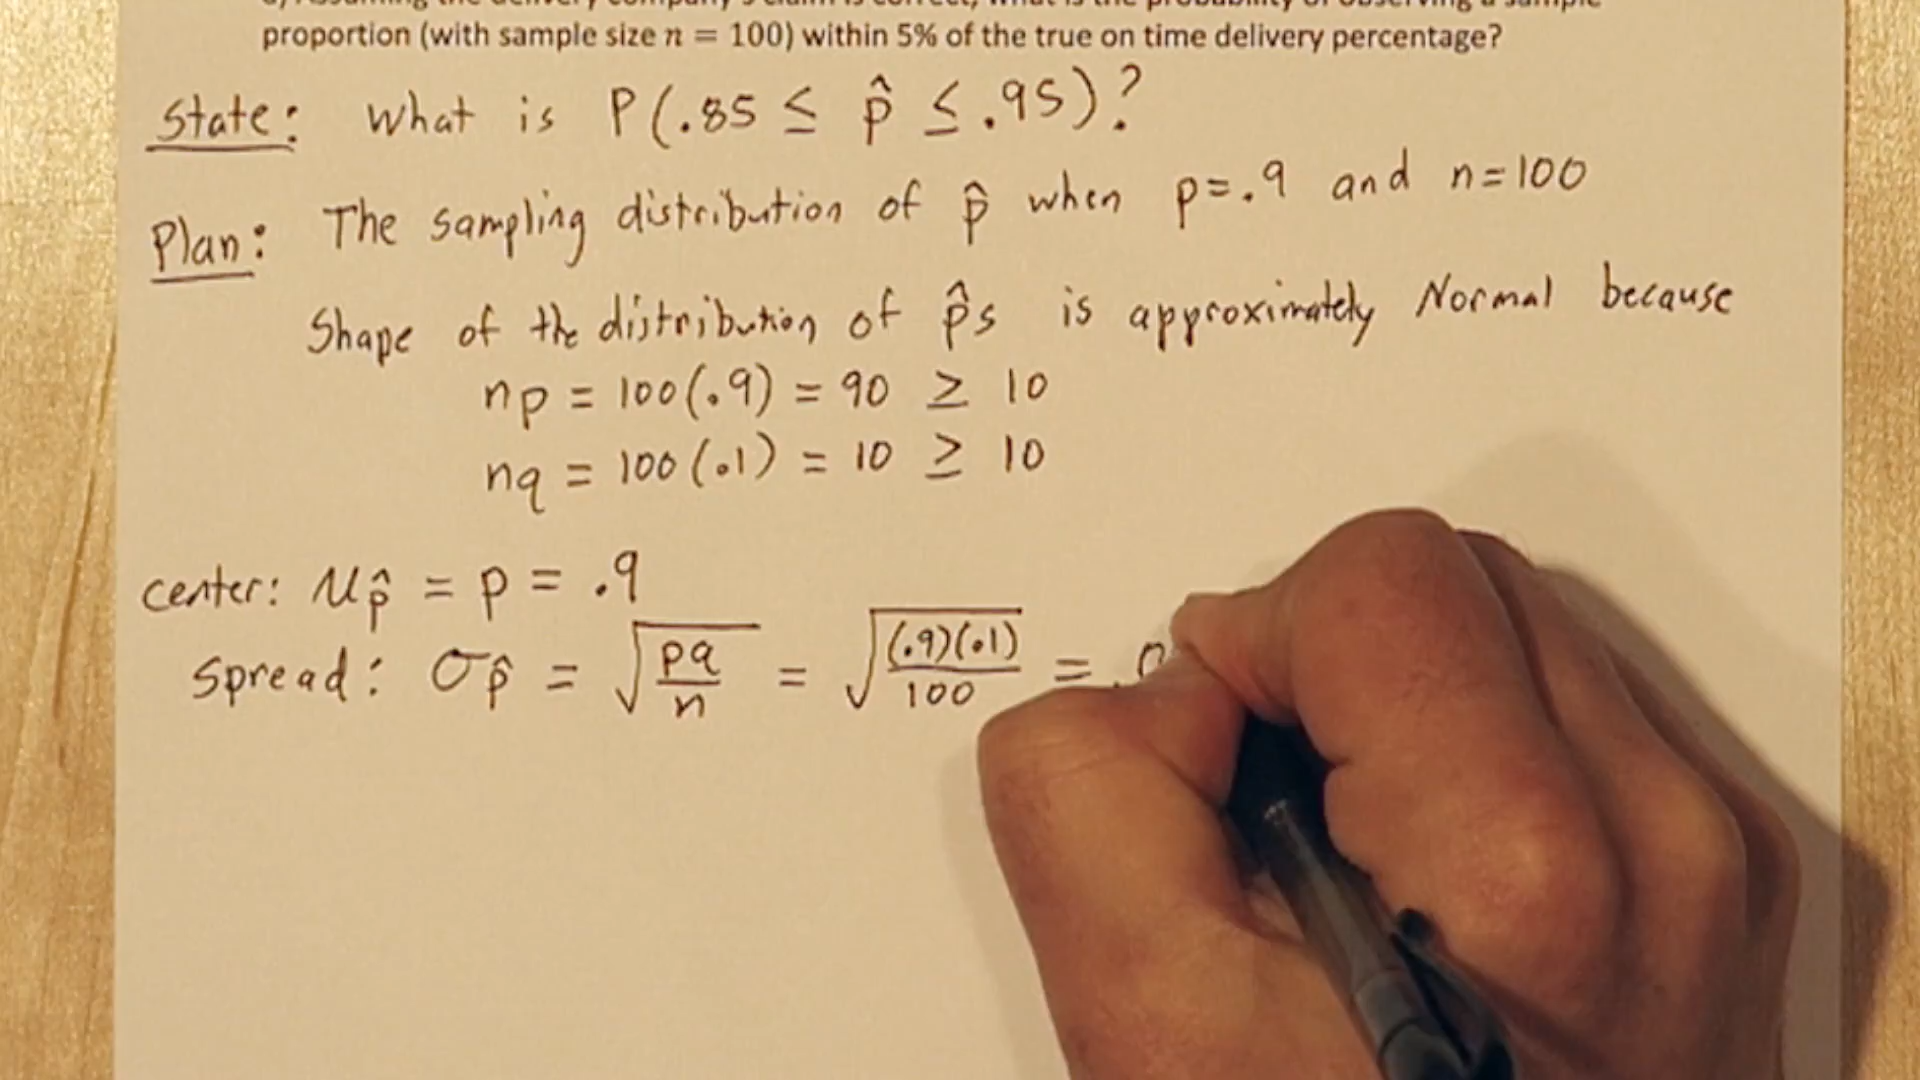 proportion (with sample size n = 100) within 5% of the true on time delivery percentage?
State: What is P(.85 ≤ p̂ ≤ .95)?
Plan: The sampling distribution of p̂ when p=.9 and n=100
Shape of the distribution of p̂s is approximately Normal because
np = 100(.9) = 90 ≥ 10
nq = 100(.1) = 10 ≥ 10
center: μp̂ = p = .9
spread: σp̂ = √(pq/n) = √((.9)(.1)/100) = .0